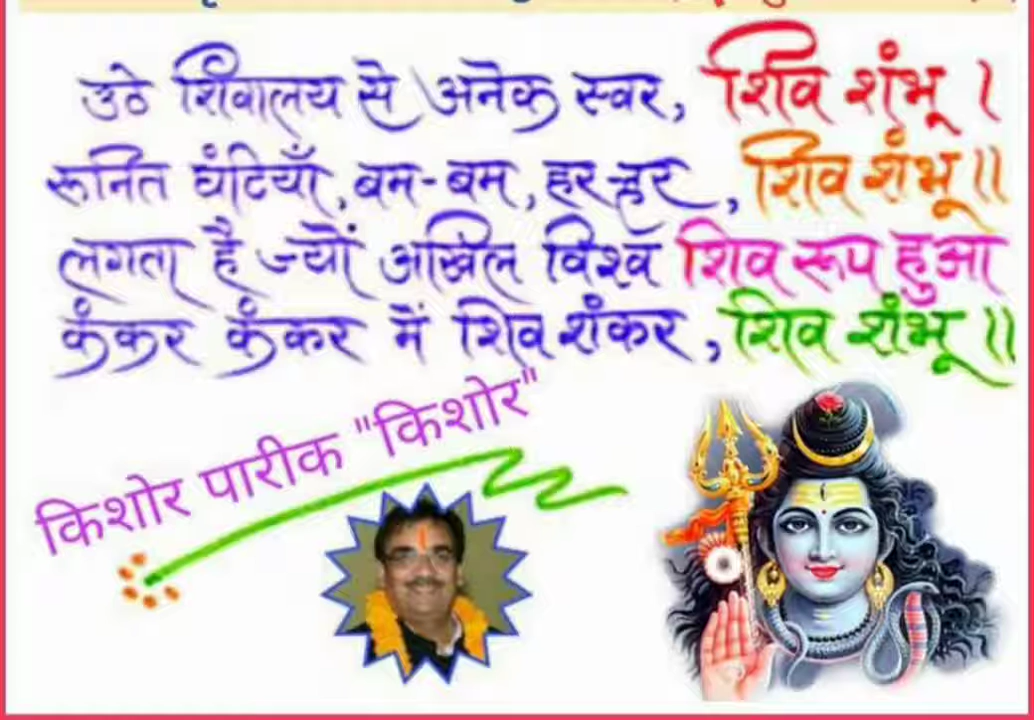 उठे शिवालय से अनेक स्वर, शिव शंभू।
रूनित घंटियाँ, बम-बम, हर-हर, शिव शंभू॥
लगता है ज्यों अखिल विश्व शिव रूप हुआ
कंकर कंकर में शिव शंकर, शिव शंभू॥
किशोर पारीक "किशोर"